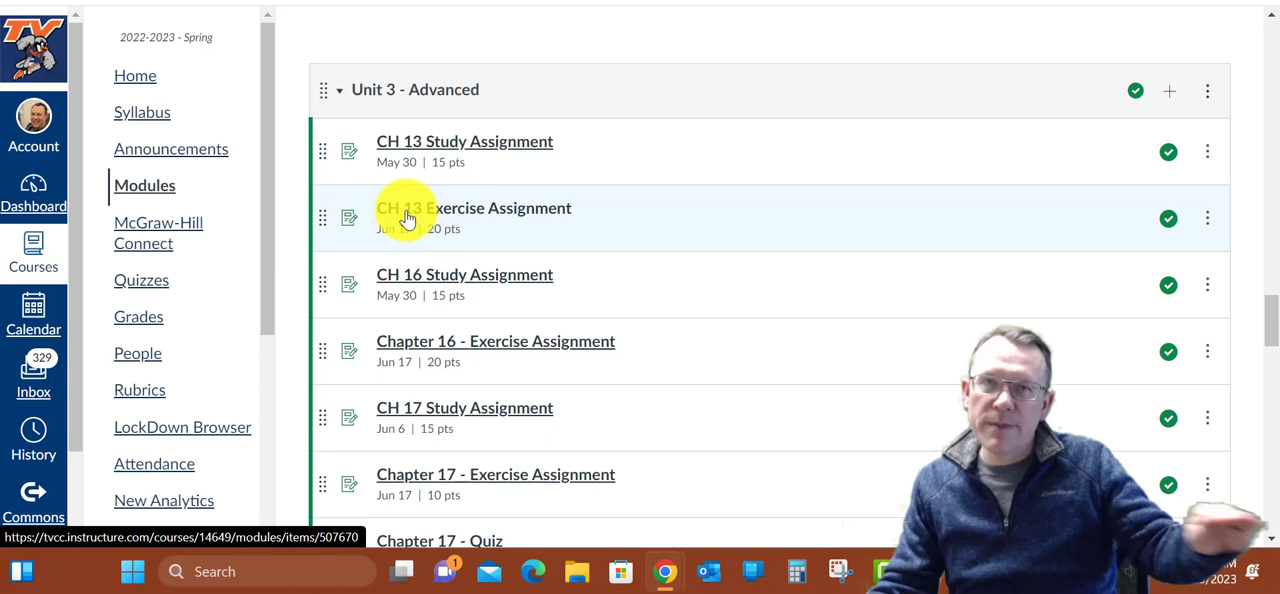 TV
2022-2023 - Spring
Home
Syllabus
Announcements
Modules
McGraw-Hill
Connect
Quizzes
Grades
People
Rubrics
LockDown Browser
Attendance
New Analytics
Account
Dashboard
Courses
Calendar
329
Inbox
History
Commons
Unit 3 - Advanced
CH 13 Study Assignment
May 30 | 15 pts
CH 13 Exercise Assignment
Jun | 20 pts
CH 16 Study Assignment
May 30 | 15 pts
Chapter 16 - Exercise Assignment
Jun 17 | 20 pts
CH 17 Study Assignment
Jun 6 | 15 pts
Chapter 17 - Exercise Assignment
Jun 17 | 10 pts
Chapter 17 - Quiz
https://tvcc.instructure.com/courses/14649/modules/items/507670
Search
1
/2023